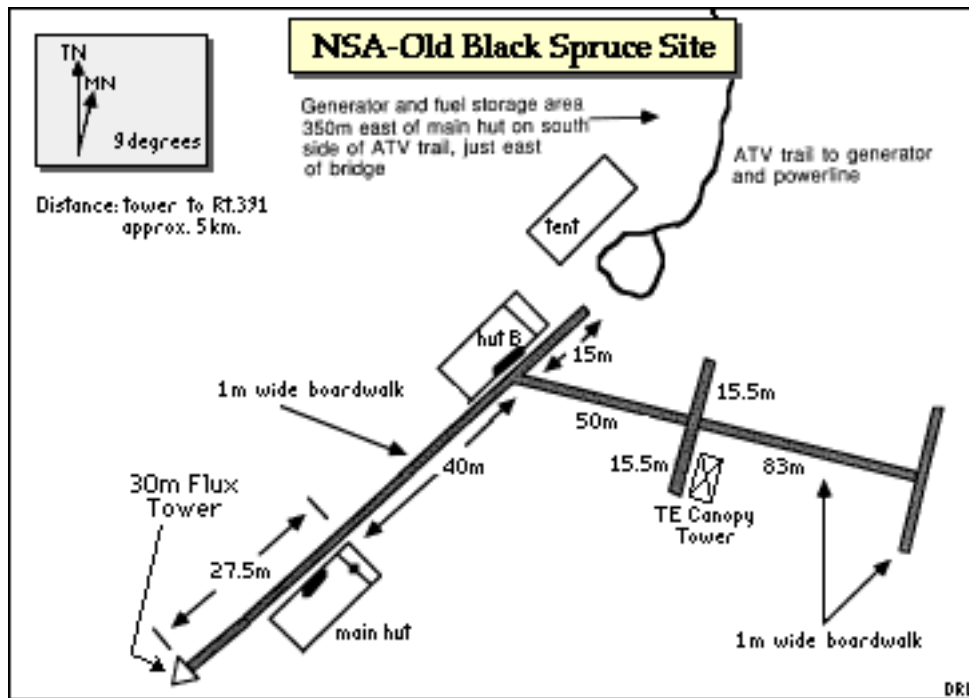 NSA-Old Black Spruce Site
TN
MN
9 degrees
Distance: tower to Rt.391
approx. 5 km.
Generator and fuel storage area
350m east of main hut on south
side of ATV trail, just east
of bridge
ATV trail to generator
and powerline
tent
hut B
15m
1m wide boardwalk
50m
15.5m
40m
15.5m
83m
30m Flux
Tower
TE Canopy
Tower
27.5m
main hut
1m wide boardwalk